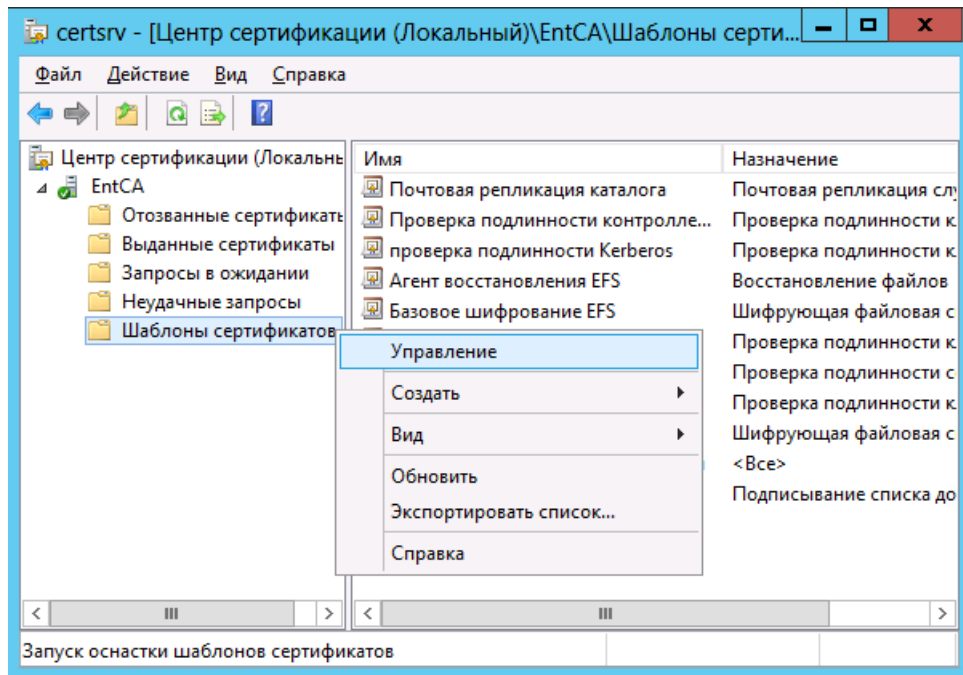 certsrv - [Центр сертификации (Локальный)\EntCA\Шаблоны серти...
Файл Действие Вид Справка
Центр сертификации (Локальнь
EntCA
Отозванные сертификаты
Выданные сертификаты
Запросы в ожидании
Неудачные запросы
Шаблоны сертификатов
Имя Назначение
Почтовая репликация каталога Почтовая репликация слу
Проверка подлинности контролле... Проверка подлинности к
проверка подлинности Kerberos Проверка подлинности к
Агент восстановления EFS Восстановление файлов
Базовое шифрование EFS Шифрующая файловая с
Проверка подлинности к
Проверка подлинности с
Проверка подлинности к
Шифрующая файловая с
<Все>
Подписывание списка до
Управление
Создать
Вид
Обновить
Экспортировать список...
Справка
Запуск оснастки шаблонов сертификатов